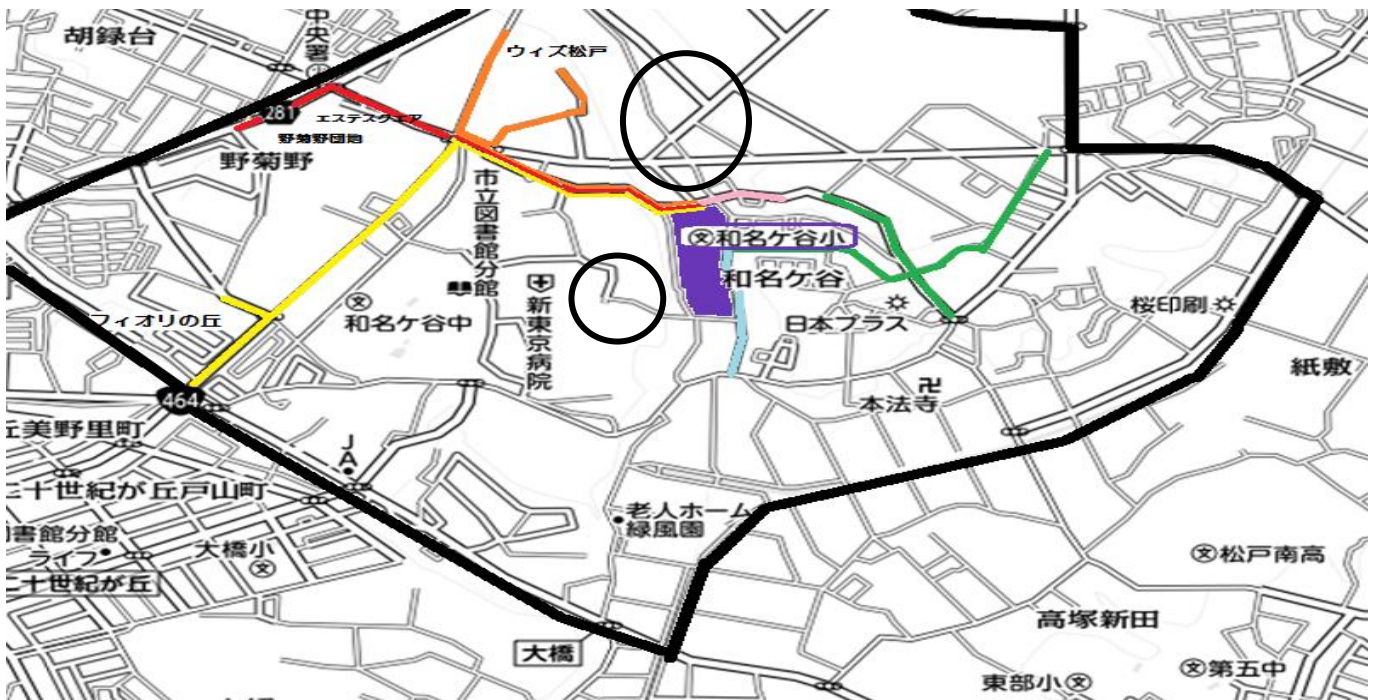 胡録台
中央署
ウィズ松戸
281
エステスクエア
野菊野団地
野菊野
市立図書館分館
和名ケ谷小
和名ケ谷
新東京病院
フィオリの丘
和名ケ谷中
日本プラス
桜印刷
紙敷
464
本法寺
丘美野里町
JA
二十世紀が丘戸山町
老人ホーム
緑風園
書館分館
ライフ
大橋小
二十世紀が丘
松戸南高
高塚新田
大橋
東部小
第五中